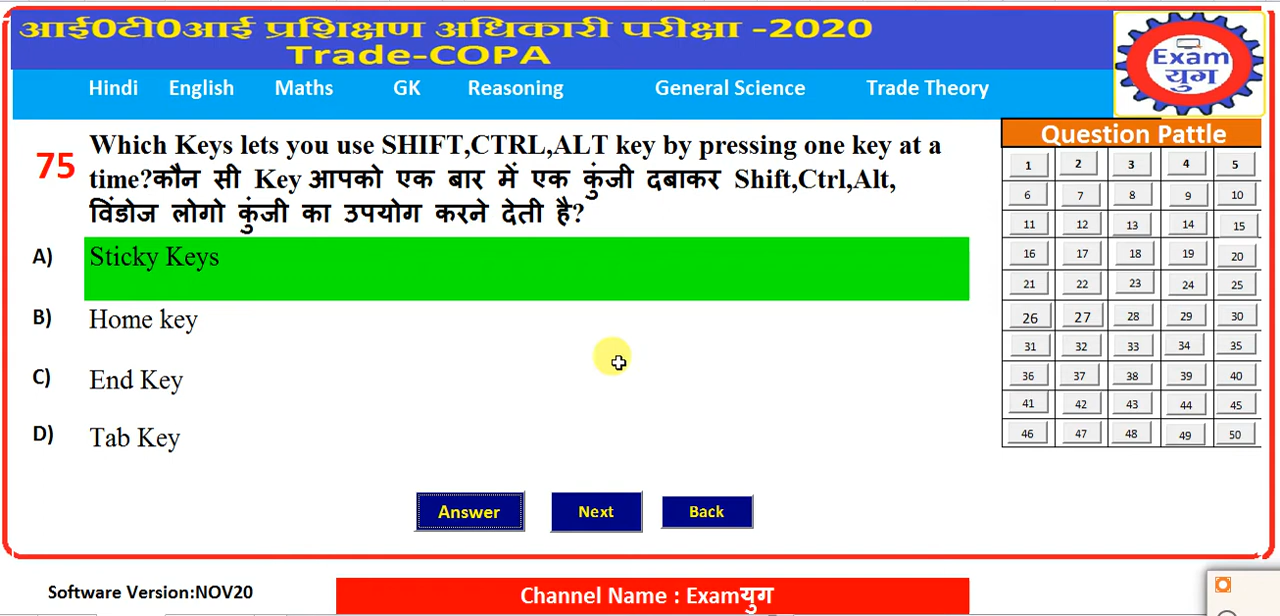 आई0टी0आई प्रशिक्षण अधिकारी परीक्षा -2020
Trade-COPA
Exam
युग
Hindi English Maths GK Reasoning General Science Trade Theory
75
Which Keys lets you use SHIFT,CTRL,ALT key by pressing one key at a
time?कौन सी Key आपको एक बार में एक कुंजी दबाकर Shift,Ctrl,Alt,
विंडोज लोगो कुंजी का उपयोग करने देती है?
A) Sticky Keys
B) Home key
C) End Key
D) Tab Key
Answer Next Back
Question Pattle
1 2 3 4 5
6 7 8 9 10
11 12 13 14 15
16 17 18 19 20
21 22 23 24 25
26 27 28 29 30
31 32 33 34 35
36 37 38 39 40
41 42 43 44 45
46 47 48 49 50
Software Version:NOV20
Channel Name : Examयुग